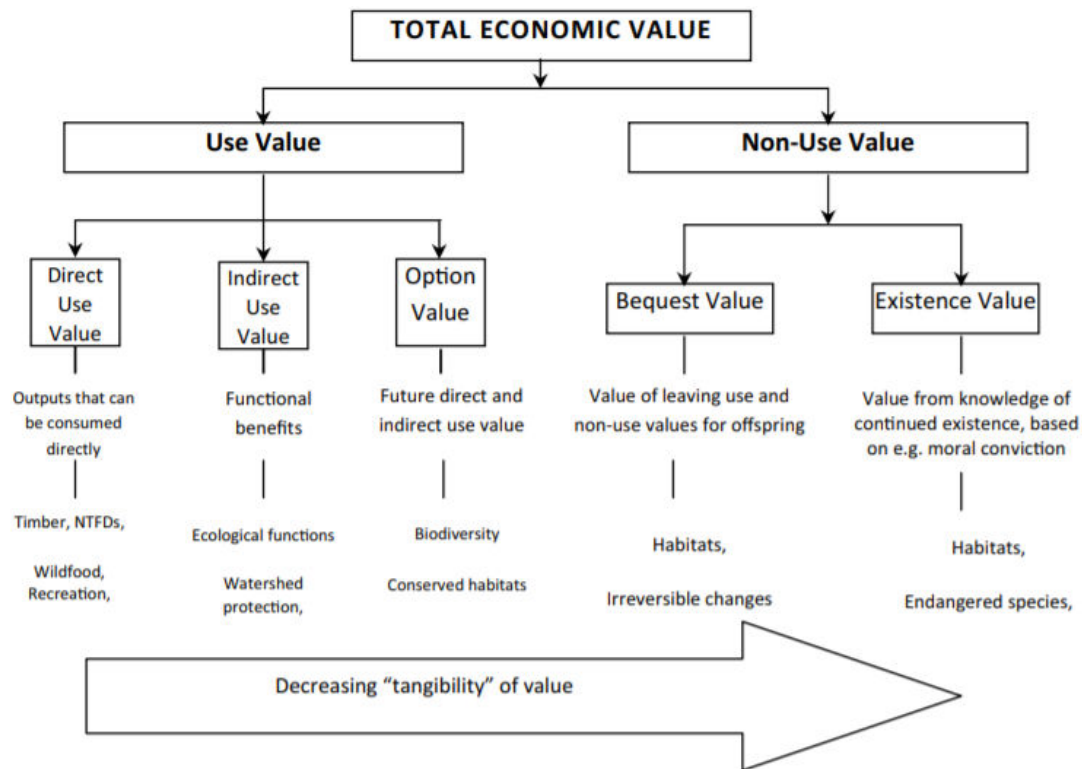 TOTAL ECONOMIC VALUE
Use Value
Non-Use Value
Direct
Use
Value
Indirect
Use
Value
Option
Value
Bequest Value
Existence Value
Outputs that can
be consumed
directly
Functional
benefits
Future direct and
indirect use value
Value of leaving use and
non-use values for offspring
Value from knowledge of
continued existence, based
on e.g. moral conviction
Timber, NTFDs,
Wildfood,
Recreation,
Ecological functions
Watershed
protection,
Biodiversity
Conserved habitats
Habitats,
Irreversible changes
Habitats,
Endangered species,
Decreasing “tangibility” of value